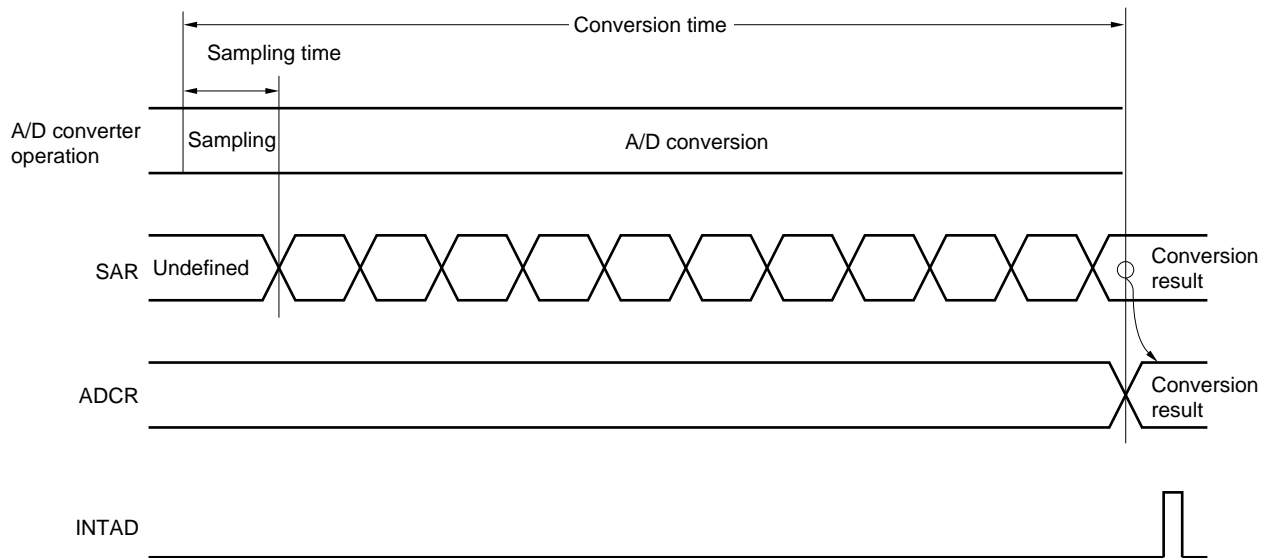 Conversion time
Sampling time
A/D converter
operation
Sampling
A/D conversion
SAR
Undefined
Conversion
result
ADCR
Conversion
result
INTAD